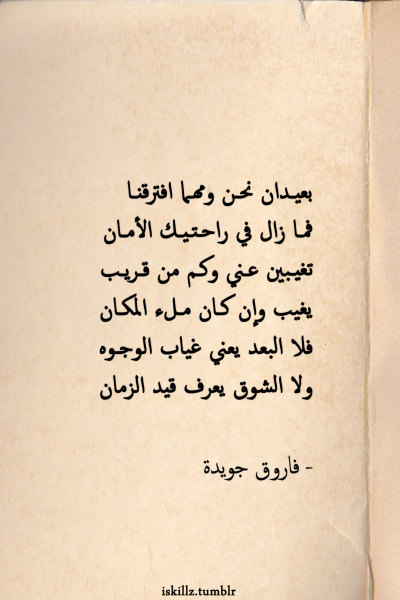 بعيدان نحن ومهما افترقنا
فما زال في راحتيك الأمان
تغيبين عني وكم من قريب
يغيب وإن كان ملء المكان
فلا البعد يعني غياب الوجوه
ولا الشوق يعرف قيد الزمان
- فاروق جويدة
iskillz.tumblr